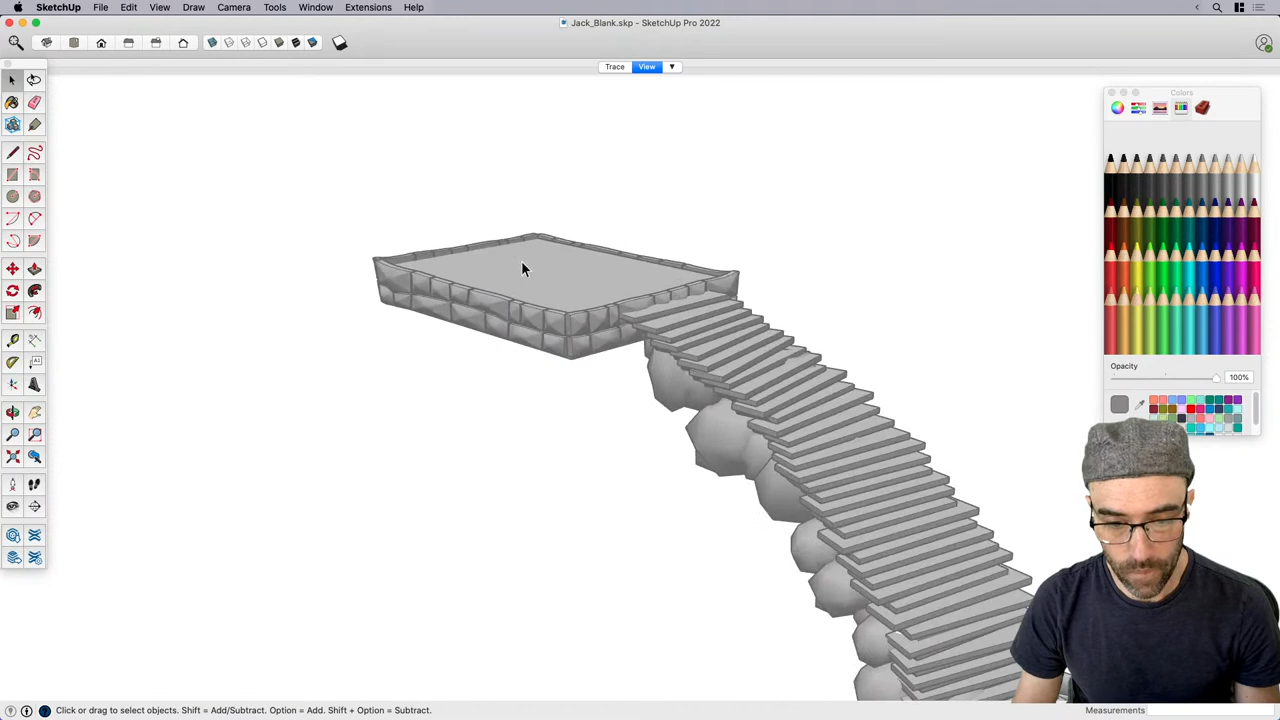 SketchUp File Edit View Draw Camera Tools Window Extensions Help
Jack_Blank.skp - SketchUp Pro 2022
Trace View
Colors
Opacity
100%
Click or drag to select objects. Shift = Add/Subtract. Option = Add. Shift + Option = Subtract.
Measurements